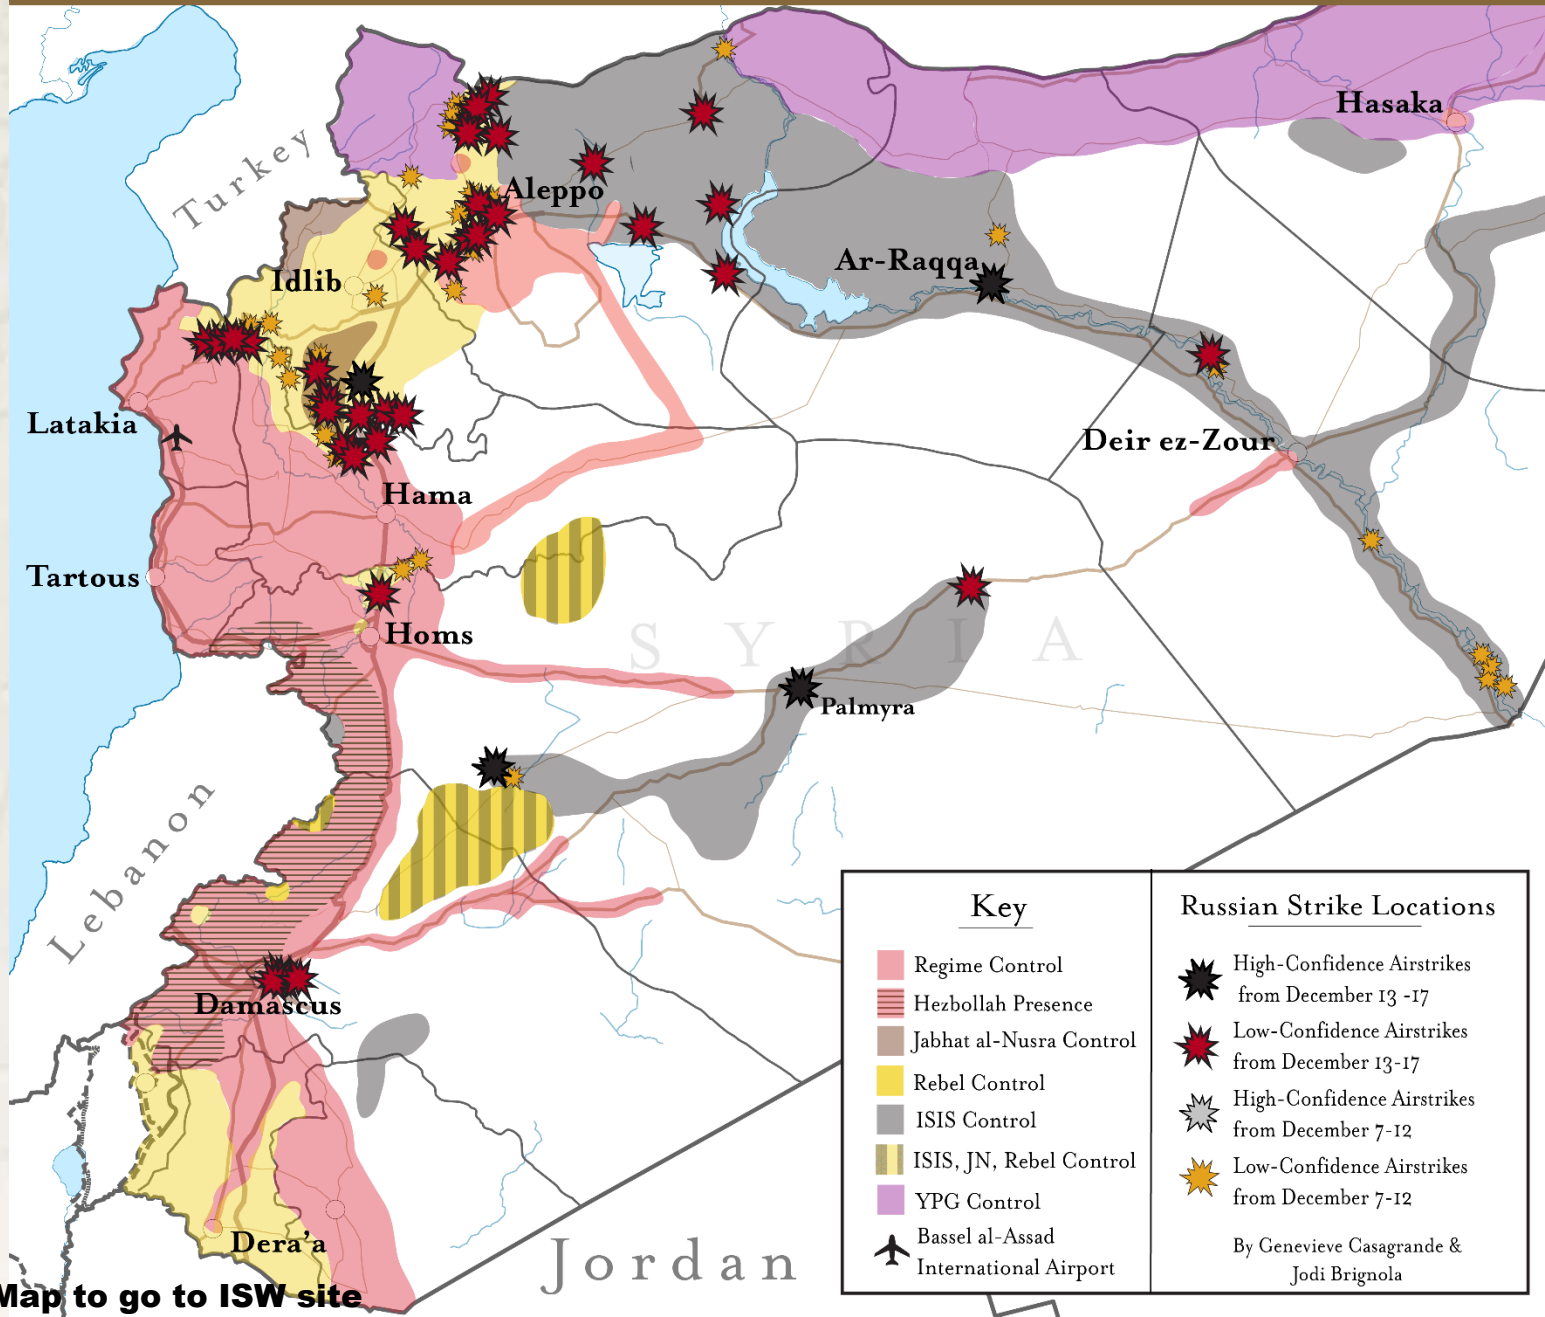 Turkey
Hasaka
Aleppo
Idlib
Ar-Raqqa
Latakia
Deir ez-Zour
Hama
Tartous
Homs
SYRIA
Palmyra
Lebanon
Damascus
Dera'a
Jordan
Map to go to ISW site
Key
Regime Control
Hezbollah Presence
Jabhat al-Nusra Control
Rebel Control
ISIS Control
ISIS, JN, Rebel Control
YPG Control
Bassel al-Assad
International Airport
Russian Strike Locations
High-Confidence Airstrikes
from December 13 -17
Low-Confidence Airstrikes
from December 13-17
High-Confidence Airstrikes
from December 7-12
Low-Confidence Airstrikes
from December 7-12
By Genevieve Casagrande &
Jodi Brignola